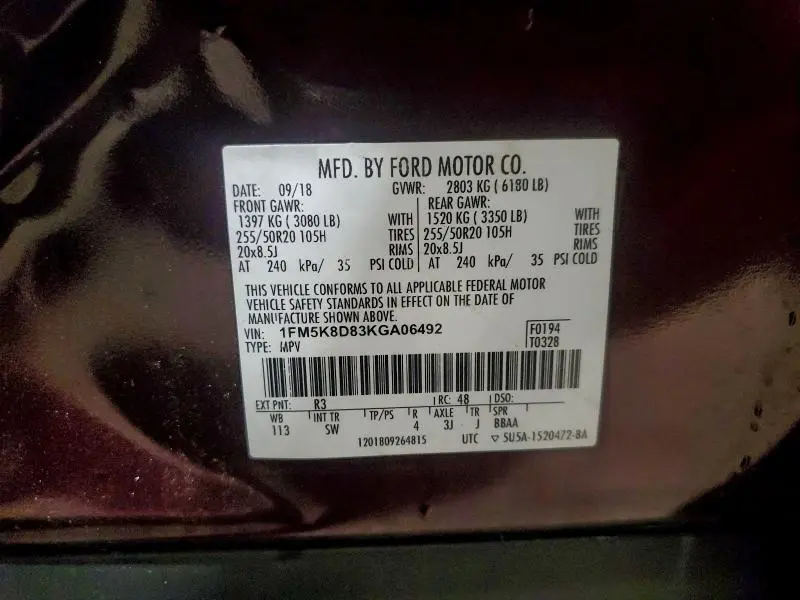 MFD. BY FORD MOTOR CO.
DATE: 09/18 GVWR: 2803 KG ( 6180 LB)
FRONT GAWR: REAR GAWR:
1397 KG ( 3080 LB) WITH 1520 KG ( 3350 LB) WITH
255/50R20 105H TIRES 255/50R20 105H TIRES
20x8.5J RIMS 20x8.5J RIMS
AT 240 kPa/ 35 PSI COLD AT 240 kPa/ 35 PSI COLD
THIS VEHICLE CONFORMS TO ALL APPLICABLE FEDERAL MOTOR
VEHICLE SAFETY STANDARDS IN EFFECT ON THE DATE OF
MANUFACTURE SHOWN ABOVE.
VIN: 1FM5K8D83KGA06492 F0194
TYPE: MPV T0328
EXT PNT: R3 RC: 48 DSO:
WB INT TR TP/PS R AXLE TR SPR
113 SW 4 3J J BBAA
1201809264815 UTC ▽ SU5A-1520472-BA